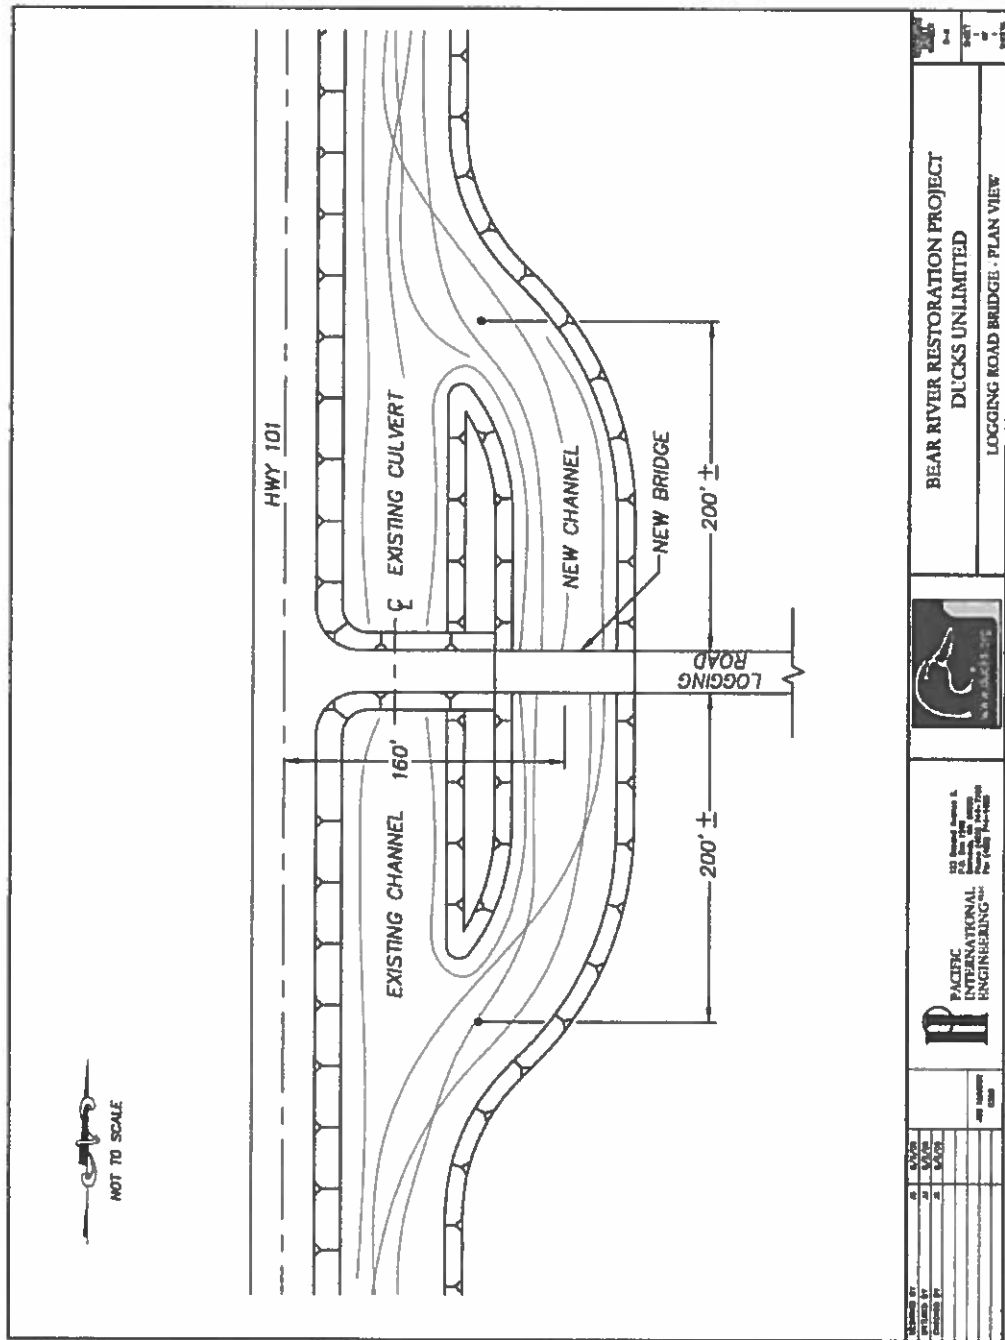 NOT TO SCALE
HWY 101
EXISTING CULVERT
EXISTING CHANNEL
160'
NEW CHANNEL
NEW BRIDGE
LOGGING
ROAD
200' ±
200' ±
BEAR RIVER RESTORATION PROJECT
DUCKS UNLIMITED
LOGGING ROAD BRIDGE - PLAN VIEW
PACIFIC
INTERNATIONAL
ENGINEERING